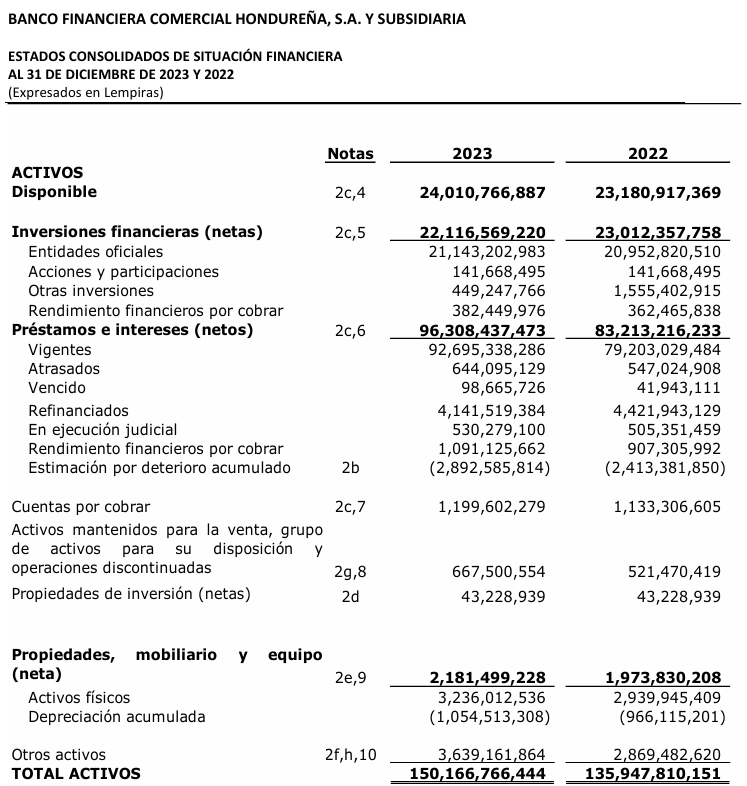 BANCO FINANCIERA COMERCIAL HONDUREÑA, S.A. Y SUBSIDIARIA
ESTADOS CONSOLIDADOS DE SITUACIÓN FINANCIERA
AL 31 DE DICIEMBRE DE 2023 Y 2022
(Expresados en Lempiras)
Notas 2023 2022
ACTIVOS
Disponible 2c,4 24,010,766,887 23,180,917,369
Inversiones financieras (netas) 2c,5 22,116,569,220 23,012,357,758
Entidades oficiales 21,143,202,983 20,952,820,510
Acciones y participaciones 141,668,495 141,668,495
Otras inversiones 449,247,766 1,555,402,915
Rendimiento financieros por cobrar 382,449,976 362,465,838
Préstamos e intereses (netos) 2c,6 96,308,437,473 83,213,216,233
Vigentes 92,695,338,286 79,203,029,484
Atrasados 644,095,129 547,024,908
Vencido 98,665,726 41,943,111
Refinanciados 4,141,519,384 4,421,943,129
En ejecución judicial 530,279,100 505,351,459
Rendimiento financieros por cobrar 1,091,125,662 907,305,992
Estimación por deterioro acumulado 2b (2,892,585,814) (2,413,381,850)
Cuentas por cobrar 2c,7 1,199,602,279 1,133,306,605
Activos mantenidos para la venta, grupo
de activos para su disposición y
operaciones discontinuadas 2g,8 667,500,554 521,470,419
Propiedades de inversión (netas) 2d 43,228,939 43,228,939
Propiedades, mobiliario y equipo
(neta) 2e,9 2,181,499,228 1,973,830,208
Activos físicos 3,236,012,536 2,939,945,409
Depreciación acumulada (1,054,513,308) (966,115,201)
Otros activos 2f,h,10 3,639,161,864 2,869,482,620
TOTAL ACTIVOS 150,166,766,444 135,947,810,151